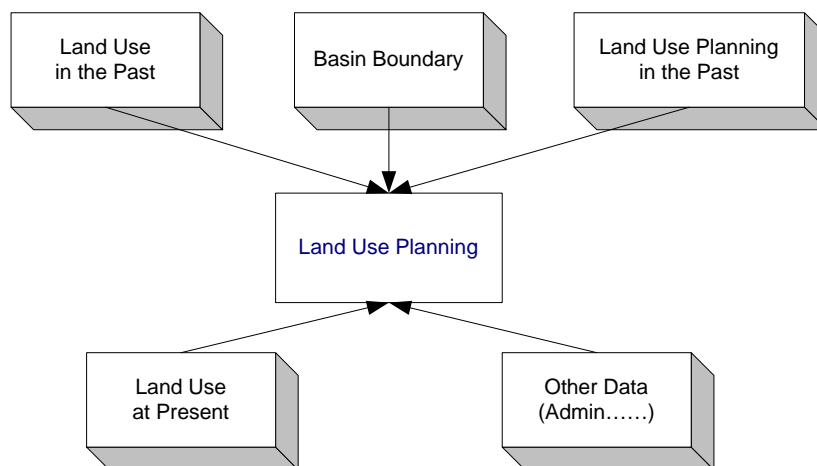 Land Use
in the Past
Basin Boundary
Land Use Planning
in the Past
Land Use Planning
Land Use
at Present
Other Data
(Admin……)